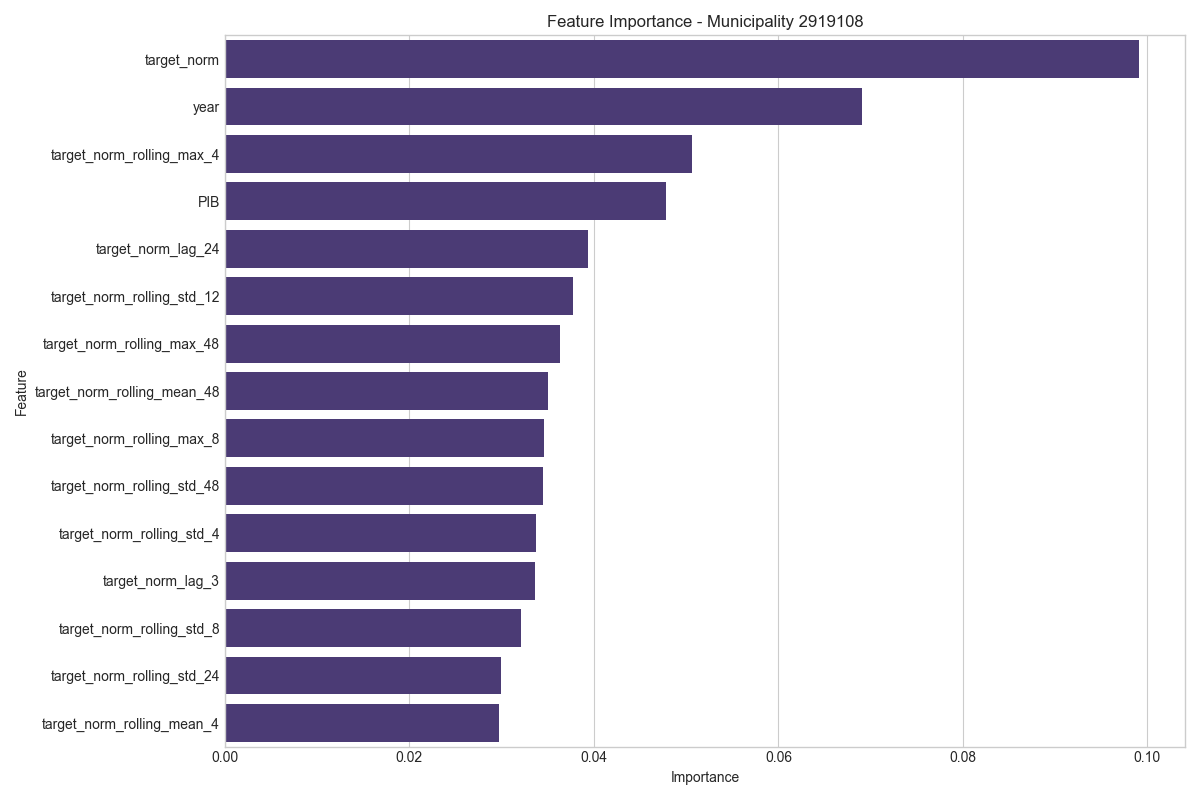 Feature Importance - Municipality 2919108
target_norm
year
target_norm_rolling_max_4
PIB
target_norm_lag_24
target_norm_rolling_std_12
target_norm_rolling_max_48
target_norm_rolling_mean_48
target_norm_rolling_max_8
target_norm_rolling_std_48
target_norm_rolling_std_4
target_norm_lag_3
target_norm_rolling_std_8
target_norm_rolling_std_24
target_norm_rolling_mean_4
Feature
0.00 0.02 0.04 0.06 0.08 0.10
Importance